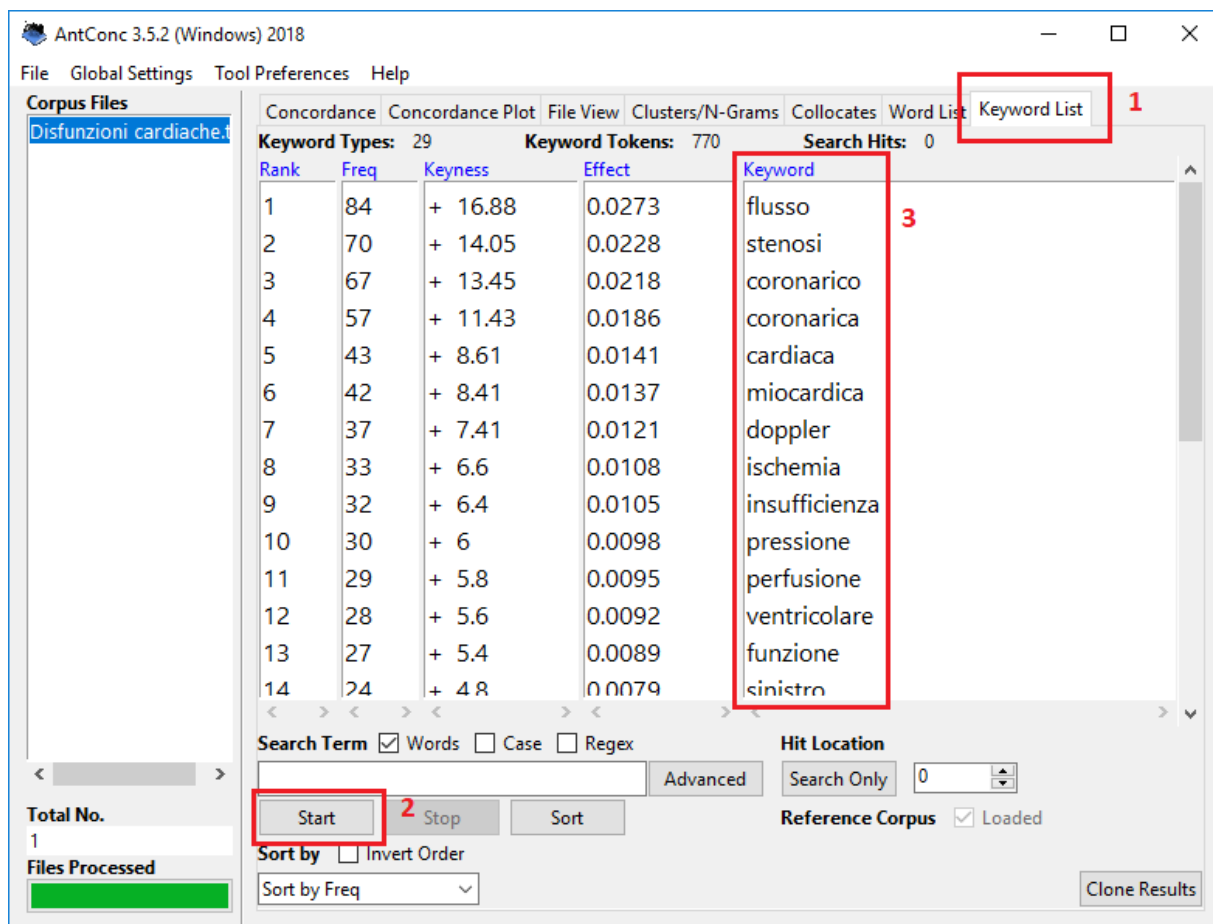 AntConc 3.5.2 (Windows) 2018
File Global Settings Tool Preferences Help
Corpus Files
Disfunzioni cardiache.t
Concordance Concordance Plot File View Clusters/N-Grams Collocates Word List Keyword List 1
Keyword Types: 29 Keyword Tokens: 770 Search Hits: 0
Rank Freq Keyness Effect Keyword
1 84 + 16.88 0.0273 flusso
3
2 70 + 14.05 0.0228 stenosi
3 67 + 13.45 0.0218 coronarico
4 57 + 11.43 0.0186 coronarica
5 43 + 8.61 0.0141 cardiaca
6 42 + 8.41 0.0137 miocardica
7 37 + 7.41 0.0121 doppler
8 33 + 6.6 0.0108 ischemia
9 32 + 6.4 0.0105 insufficienza
10 30 + 6 0.0098 pressione
11 29 + 5.8 0.0095 perfusione
12 28 + 5.6 0.0092 ventricolare
13 27 + 5.4 0.0089 funzione
14 24 + 4.8 0.0079 sinistro
Search Term Words Case Regex Hit Location
Advanced Search Only 0
Start 2 Stop Sort Reference Corpus Loaded
Total No.
1
Sort by Invert Order
Files Processed
Sort by Freq Clone Results